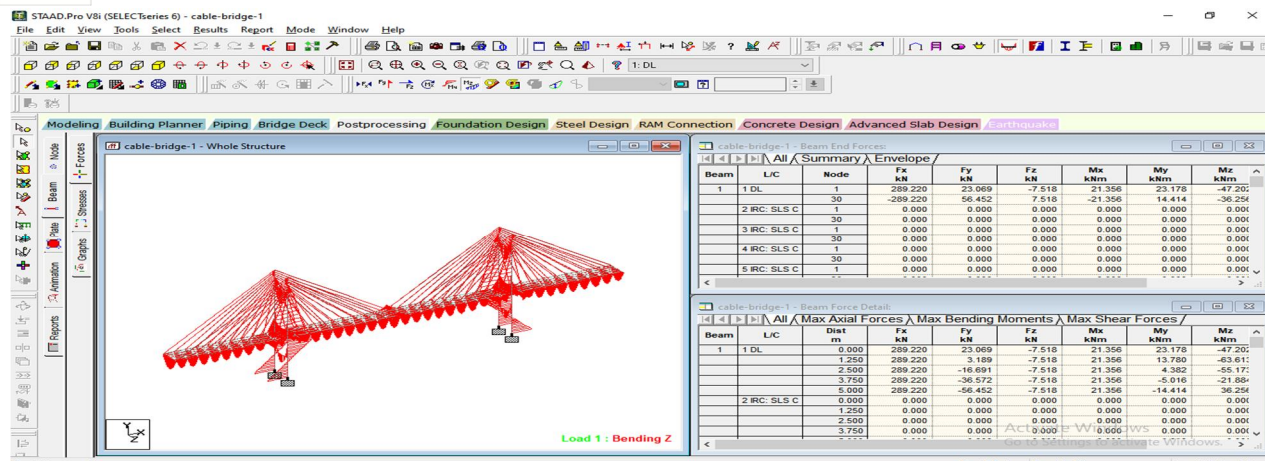 STAAD.Pro V8i (SELECTseries 6) - cable-bridge-1
File Edit View Tools Select Results Report Mode Window Help
1: DL
Modeling Building Planner Piping Bridge Deck Postprocessing Foundation Design Steel Design RAM Connection Concrete Design Advanced Slab Design Earthquake
Node Beam Plate Animation Reports
Forces Stresses Graphs
cable-bridge-1 - Whole Structure
Load 1 : Bending Z
Y X Z
cable-bridge-1 - Beam End Forces:
All Summary Envelope
Beam L/C Node Fx kN Fy kN Fz kN Mx kNm My kNm Mz kNm
1 1 DL 1 289.220 23.069 -7.518 21.356 23.178 -47.202
30 -289.220 56.452 7.518 -21.356 14.414 -36.256
2 IRC: SLS C 1 0.000 0.000 0.000 0.000 0.000 0.000
30 0.000 0.000 0.000 0.000 0.000 0.000
3 IRC: SLS C 1 0.000 0.000 0.000 0.000 0.000 0.000
30 0.000 0.000 0.000 0.000 0.000 0.000
4 IRC: SLS C 1 0.000 0.000 0.000 0.000 0.000 0.000
30 0.000 0.000 0.000 0.000 0.000 0.000
5 IRC: SLS C 1 0.000 0.000 0.000 0.000 0.000 0.000
cable-bridge-1 - Beam Force Detail:
All Max Axial Forces Max Bending Moments Max Shear Forces
Beam L/C Dist m Fx kN Fy kN Fz kN Mx kNm My kNm Mz kNm
1 1 DL 0.000 289.220 23.069 -7.518 21.356 23.178 -47.202
1.250 289.220 3.189 -7.518 21.356 13.780 -63.61
2.500 289.220 -16.691 -7.518 21.356 4.382 -55.17
3.750 289.220 -36.572 -7.518 21.356 -5.016 -21.88
5.000 289.220 -56.452 -7.518 21.356 -14.414 36.256
2 IRC: SLS C 0.000 0.000 0.000 0.000 0.000 0.000 0.000
1.250 0.000 0.000 0.000 0.000 0.000 0.000
2.500 0.000 0.000 0.000 0.000 0.000 0.000
3.750 0.000 0.000 0.000 0.000 0.000 0.000
Activate Windows
Go to Settings to activate Windows.